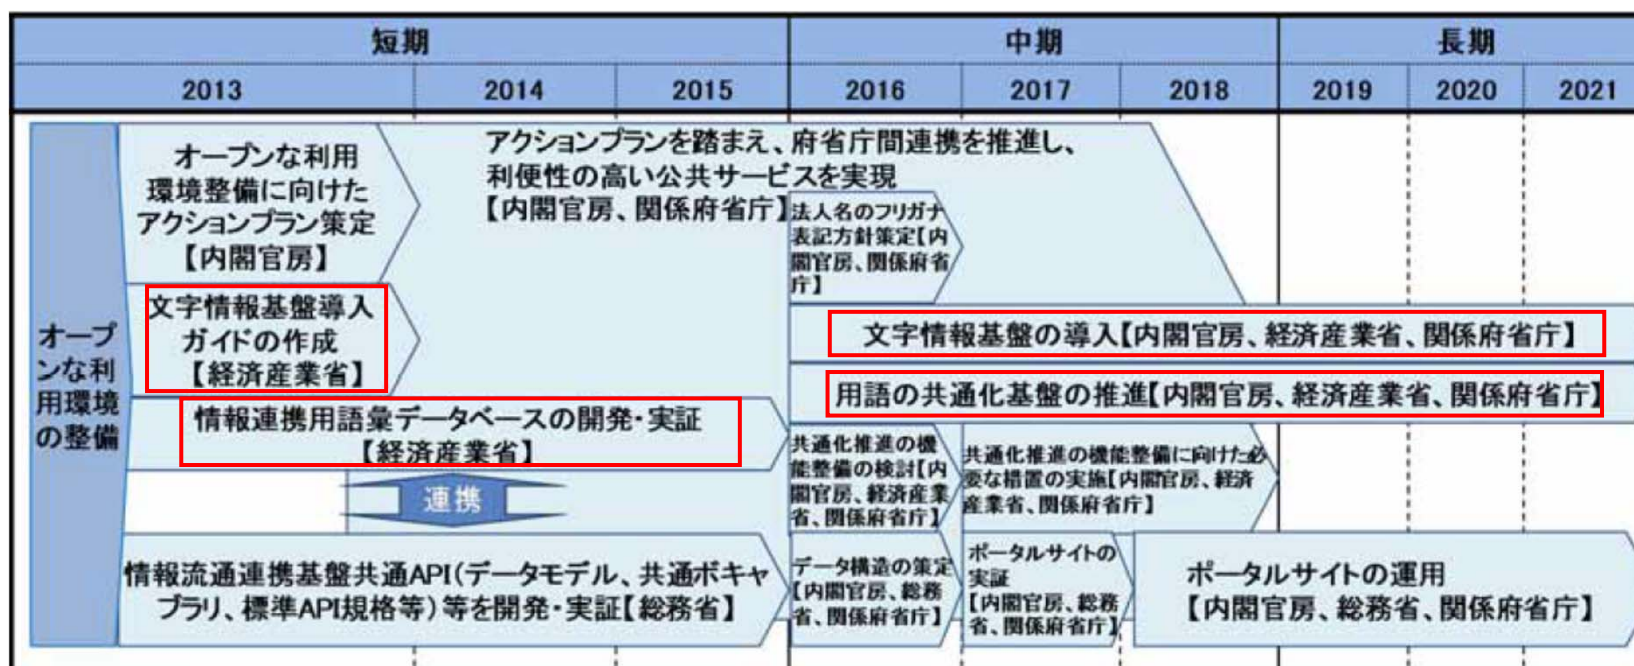 短期
中期
長期
2013
2014
2015
2016
2017
2018
2019
2020
2021
オープ
ンな利
用環境
の整備
オープンな利用
環境整備に向けた
アクションプラン策定
【内閣官房】
アクションプランを踏まえ、府省庁間連携を推進し、
利便性の高い公共サービスを実現
【内閣官房、関係府省庁】
法人名のフリガナ
表記方針策定【内
閣官房、関係府省
庁】
文字情報基盤導入
ガイドの作成
【経済産業省】
文字情報基盤の導入【内閣官房、経済産業省、関係府省庁】
用語の共通化基盤の推進【内閣官房、経済産業省、関係府省庁】
情報連携用語彙データベースの開発・実証
【経済産業省】
共通化推進の機
能整備の検討【内
閣官房、経済産業
省、関係府省庁】
共通化推進の機能整備に向けた必
要な措置の実施【内閣官房、経済
産業省、関係府省庁】
連携
情報流通連携基盤共通API(データモデル、共通ボキャ
ブラリ、標準API規格等)等を開発・実証【総務省】
データ構造の策定
【内閣官房、総務
省、関係府省庁】
ポータルサイトの
実証
【内閣官房、総務
省、関係府省庁】
ポータルサイトの運用
【内閣官房、総務省、関係府省庁】